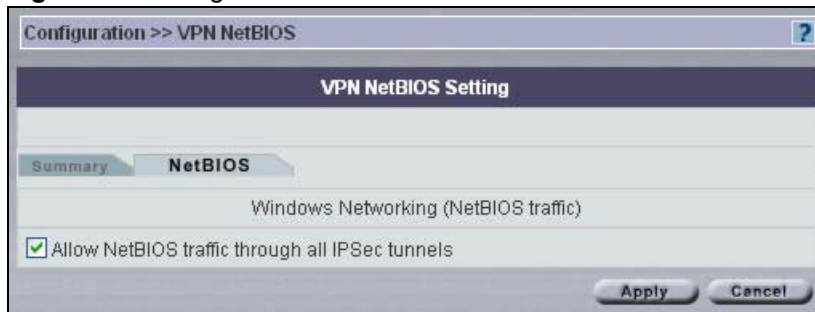 Configuration >> VPN NetBIOS ?
VPN NetBIOS Setting
Summary NetBIOS
Windows Networking (NetBIOS traffic)
Allow NetBIOS traffic through all IPSec tunnels
Apply Cancel